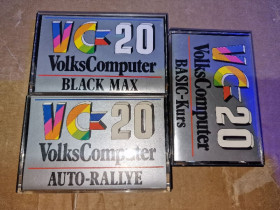 VC-20
VolksComputer
BLACK MAX
VC-20
VolksComputer
AUTO-RALLYE
VC-20
VolksComputer
BASIC-Kurs